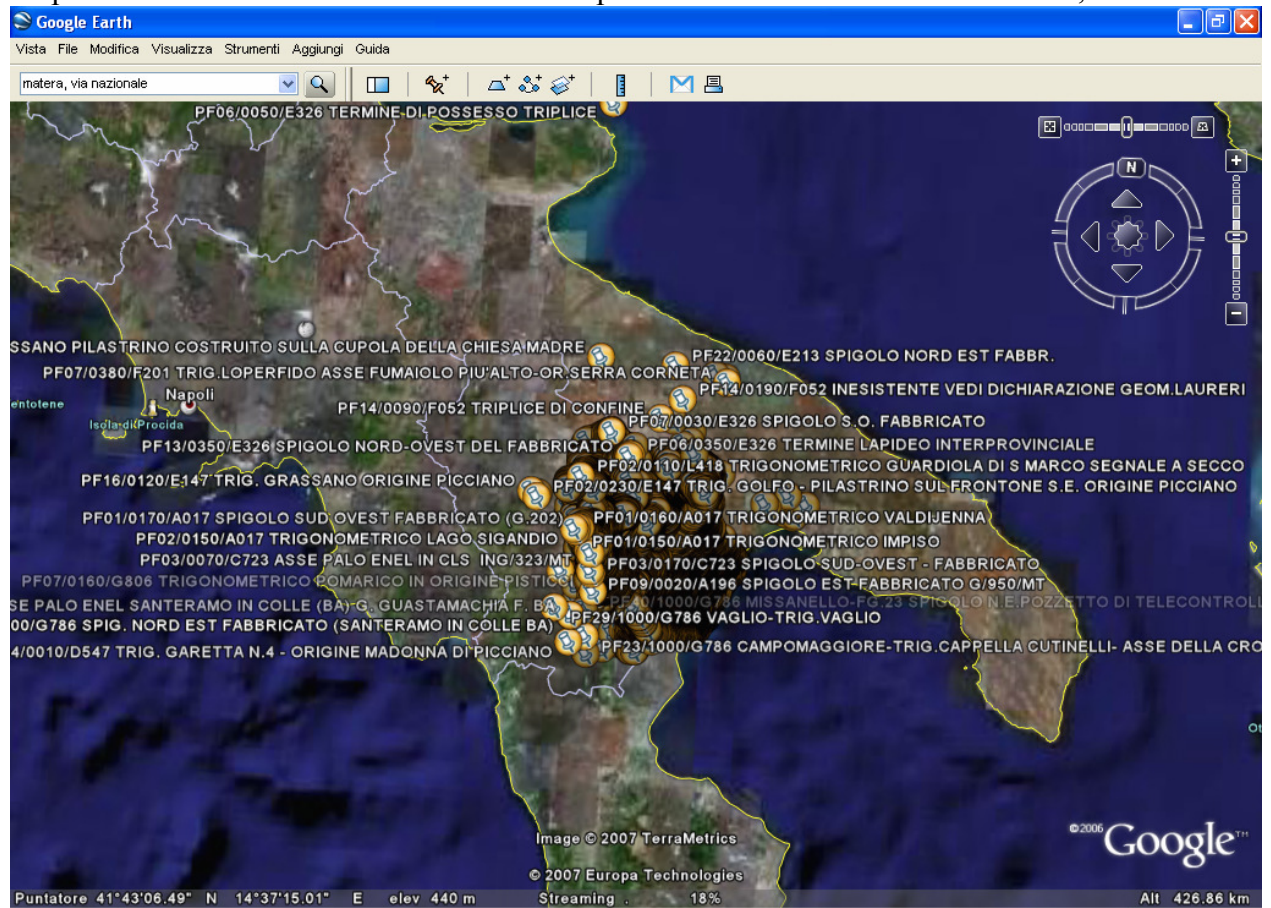 Google Earth
Vista File Modifica Visualizza Strumenti Aggiungi Guida
matera, via nazionale
PF06/0050/E326 TERMINE DI POSSESSO TRIPLICE
N
SSANO PILASTRINO COSTRUITO SULLA CUPOLA DELLA CHIESA MADRE
PF22/0060/E213 SPIGOLO NORD EST FABBR.
PF07/0380/F201 TRIG.LOPERFIDO ASSE FUMAIOLO PIU'ALTO-OR.SERRA CORNETA
PF14/0190/F052 INESISTENTE VEDI DICHIARAZIONE GEOM.LAURERI
Napoli
entotene
PF14/0090/F052 TRIPLICE DI CONFINE
PF07/0030/E326 SPIGOLO S.O. FABBRICATO
Isola di Procida
PF13/0350/E326 SPIGOLO NORD-OVEST DEL FABBRICATO
PF06/0350/E326 TERMINE LAPIDEO INTERPROVINCIALE
PF02/0110/L418 TRIGONOMETRICO GUARDIOLA DI S MARCO SEGNALE A SECCO
PF16/0120/E147 TRIG. GRASSANO ORIGINE PICCIANO
PF02/0230/E147 TRIG. GOLFO - PILASTRINO SUL FRONTONE S.E. ORIGINE PICCIANO
PF01/0170/A017 SPIGOLO SUD OVEST FABBRICATO (G.202)
PF01/0160/A017 TRIGONOMETRICO VALDIJENNA
PF02/0150/A017 TRIGONOMETRICO LAGO SIGANDIO
PF01/0150/A017 TRIGONOMETRICO IMPISO
PF03/0070/C723 ASSE PALO ENEL IN CLS ING/323/MT
PF03/0170/C723 SPIGOLO SUD-OVEST - FABBRICATO
PF07/0160/G806 TRIGONOMETRICO POMARICO IN ORIGINE PISTICCI
PF09/0020/A196 SPIGOLO EST FABBRICATO G/950/MT
SE PALO ENEL SANTERAMO IN COLLE (BA)-G. GUASTAMACHIA F. BA
/1000/G786 MISSANELLO-FG.23 SPIGOLO N.E.POZZETTO DI TELECONTROLL
00/G786 SPIG. NORD EST FABBRICATO (SANTERAMO IN COLLE BA)
PF29/1000/G786 VAGLIO-TRIG.VAGLIO
4/0010/D547 TRIG. GARETTA N.4 - ORIGINE MADONNA DI PICCIANO
PF23/1000/G786 CAMPOMAGGIORE-TRIG.CAPPELLA CUTINELLI- ASSE DELLA CRO
Ot
Image © 2007 TerraMetrics
©2006 Google™
© 2007 Europa Technologies
Puntatore 41°43'06.49" N 14°37'15.01" E elev 440 m Streaming . 18% Alt 426.86 km